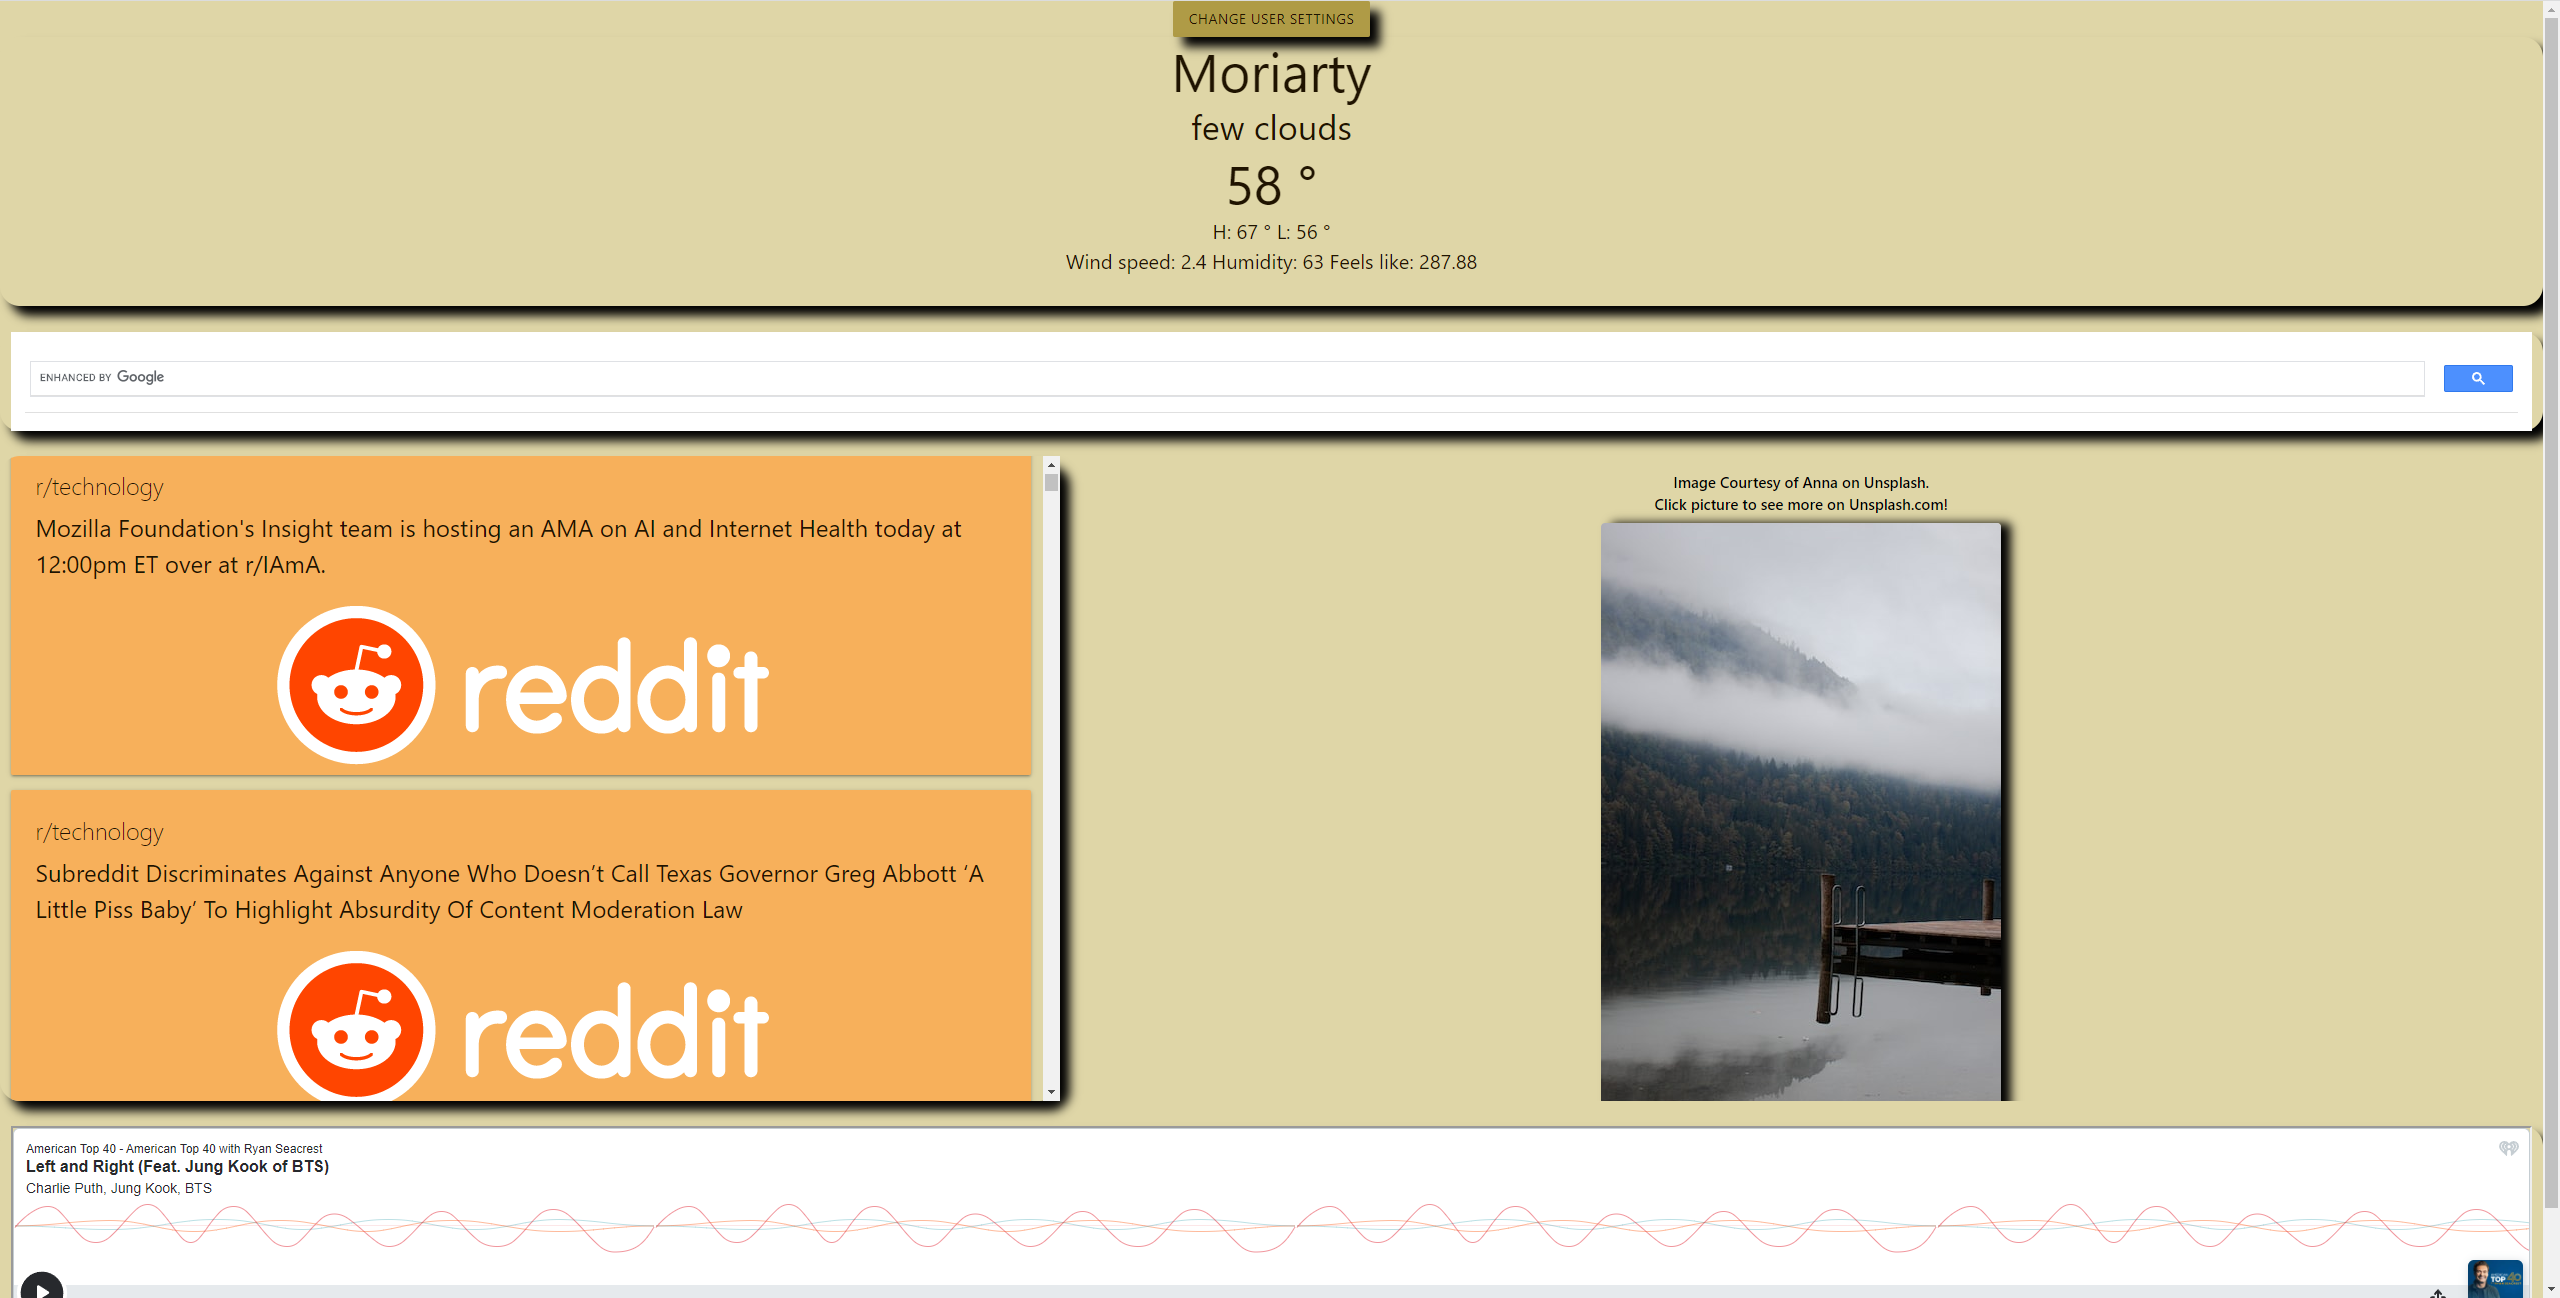 CHANGE USER SETTINGS
Moriarty
few clouds
58 °
H: 67 ° L: 56 °
Wind speed: 2.4 Humidity: 63 Feels like: 287.88
ENHANCED BY Google
r/technology
Mozilla Foundation's Insight team is hosting an AMA on AI and Internet Health today at
12:00pm ET over at r/IAmA.
reddit
r/technology
Subreddit Discriminates Against Anyone Who Doesn’t Call Texas Governor Greg Abbott ‘A
Little Piss Baby’ To Highlight Absurdity Of Content Moderation Law
reddit
Image Courtesy of Anna on Unsplash.
Click picture to see more on Unsplash.com!
American Top 40 - American Top 40 with Ryan Seacrest
Left and Right (Feat. Jung Kook of BTS)
Charlie Puth, Jung Kook, BTS
TOP 40